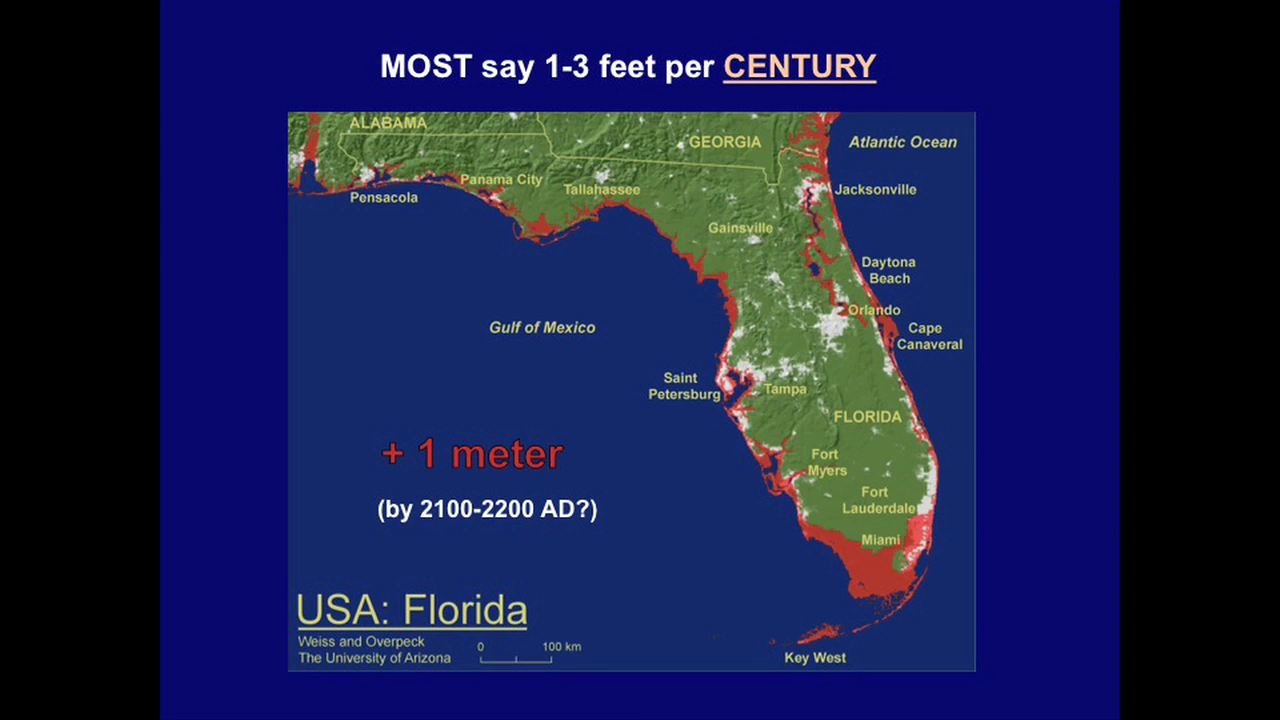 MOST say 1-3 feet per CENTURY
ALABAMA
GEORGIA
Atlantic Ocean
Panama City
Tallahassee
Jacksonville
Pensacola
Gainsville
Daytona
Beach
Orlando
Gulf of Mexico
Cape
Canaveral
Saint
Petersburg
Tampa
FLORIDA
+ 1 meter
Fort
Myers
(by 2100-2200 AD?)
Fort
Lauderdale
Miami
USA: Florida
Weiss and Overpeck
The University of Arizona
0 100 km
Key West